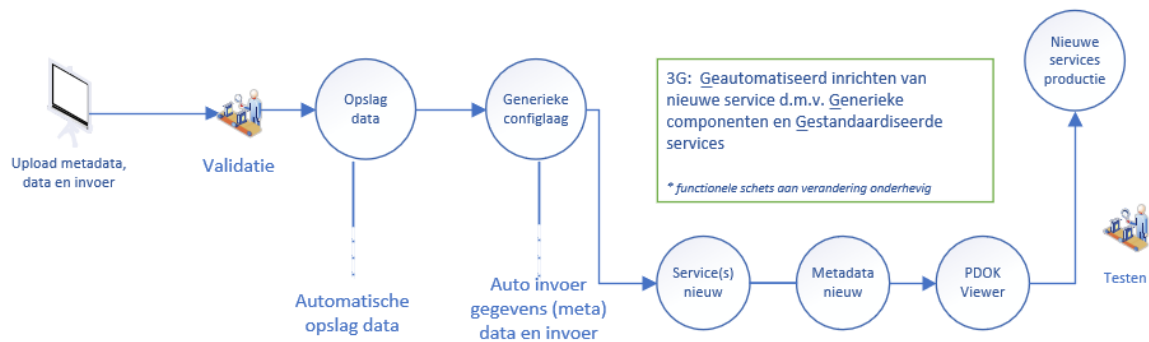 Upload metadata,
data en invoer
Validatie
Opslag
data
Automatische
opslag data
Generieke
configlaag
Auto invoer
gegevens (meta)
data en invoer
3G: Geautomatiseerd inrichten van
nieuwe service d.m.v. Generieke
componenten en Gestandaardiseerde
services
* functionele schets aan verandering onderhevig
Service(s)
nieuw
Metadata
nieuw
PDOK
Viewer
Nieuwe
services
productie
Testen